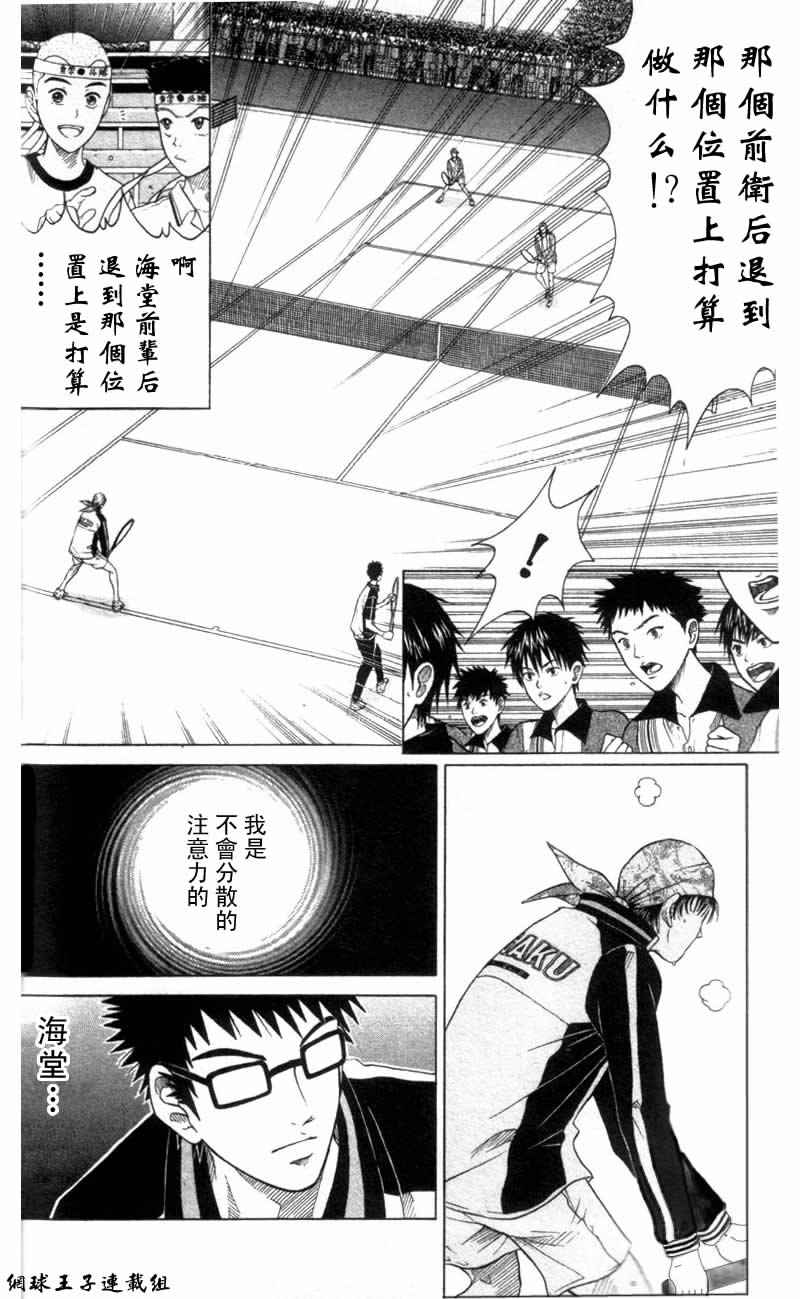 那個前衛后退到
那個位置上打算
做什么!?
啊
海堂前輩后
退到那個位
置上是打算
……
!
我是
不會分散的
注意力的
海堂…
GAKU
網球王子連載組